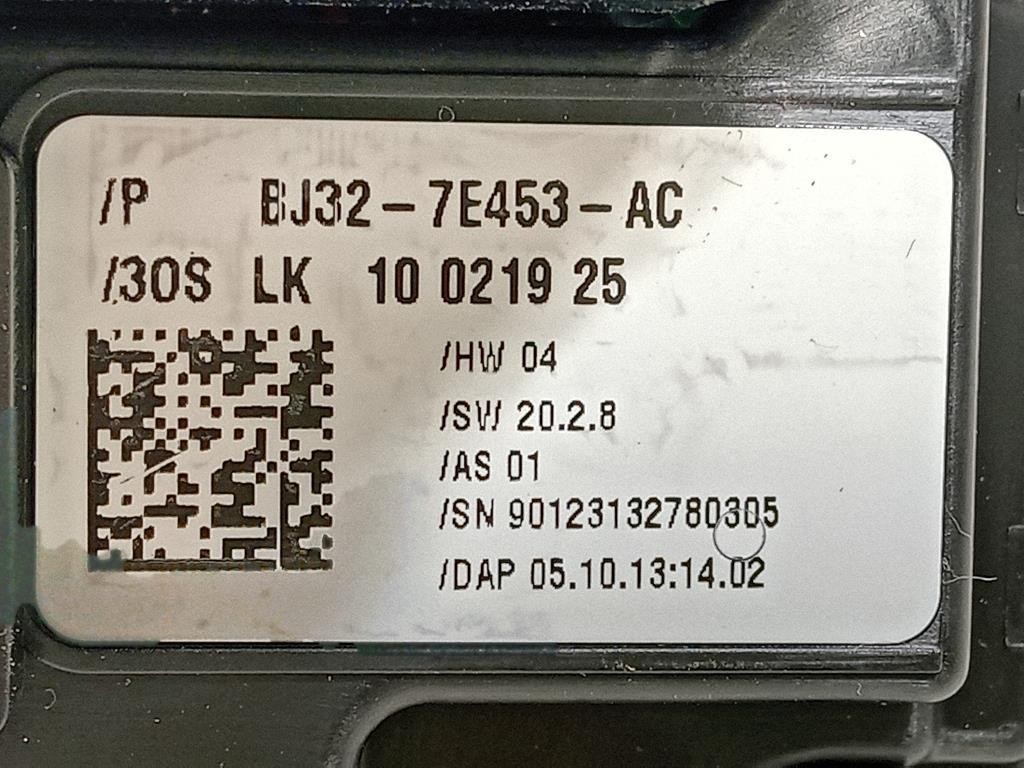 /P BJ32-7E453-AC
/30S LK 10 0219 25
/HW 04
/SW 20.2.8
/AS 01
/SN 90123132780305
/DAP 05.10.13:14.02